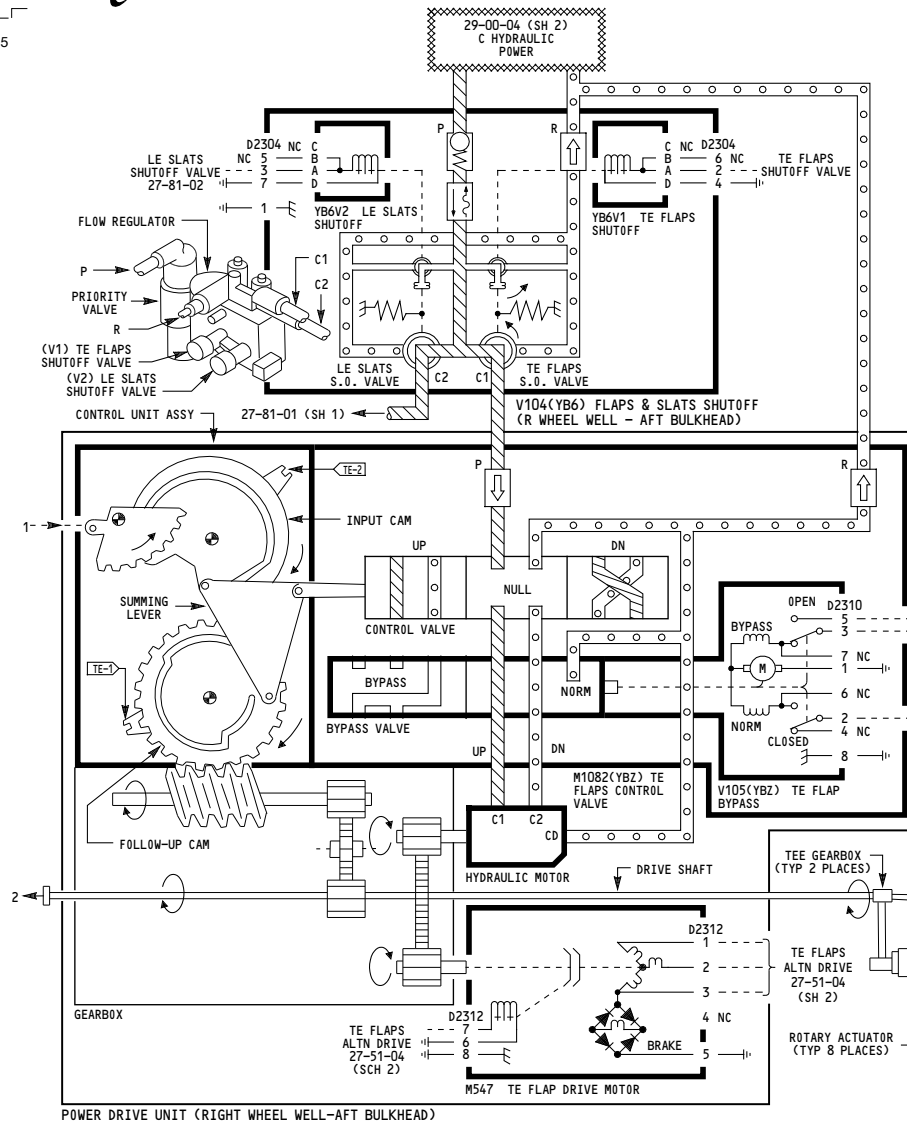 5
29-00-04 (SH 2)
C HYDRAULIC
POWER
P
R
D2304 NC C
NC 5 B
3 A
7 D
1
LE SLATS
SHUTOFF VALVE
27-81-02
YB6V2 LE SLATS
SHUTOFF
C NC D2304
B 6 NC
A 2
D 4
TE FLAPS
SHUTOFF VALVE
YB6V1 TE FLAPS
SHUTOFF
FLOW REGULATOR
P
C1
C2
PRIORITY
VALVE
R
(V1) TE FLAPS
SHUTOFF VALVE
(V2) LE SLATS
SHUTOFF VALVE
LE SLATS
S.O. VALVE
C2
C1
TE FLAPS
S.O. VALVE
27-81-01 (SH 1)
V104(YB6) FLAPS & SLATS SHUTOFF
(R WHEEL WELL - AFT BULKHEAD)
CONTROL UNIT ASSY
TE-2
P
R
1
INPUT CAM
UP
DN
NULL
SUMMING
LEVER
CONTROL VALVE
TE-1
BYPASS
NORM
BYPASS VALVE
UP
DN
OPEN D2310
5
3
BYPASS
7 NC
M
1
6 NC
2
NORM
4 NC
CLOSED
8
V105(YBZ) TE FLAP
BYPASS
M1082(YBZ) TE
FLAPS CONTROL
VALVE
C1 C2
CD
HYDRAULIC MOTOR
FOLLOW-UP CAM
DRIVE SHAFT
TEE GEARBOX
(TYP 2 PLACES)
2
D2312
1
2
3
4 NC
5
TE FLAPS
ALTN DRIVE
27-51-04
(SH 2)
GEARBOX
D2312
7
6
8
TE FLAPS
ALTN DRIVE
27-51-04
(SCH 2)
BRAKE
ROTARY ACTUATOR
(TYP 8 PLACES)
M547 TE FLAP DRIVE MOTOR
POWER DRIVE UNIT (RIGHT WHEEL WELL-AFT BULKHEAD)